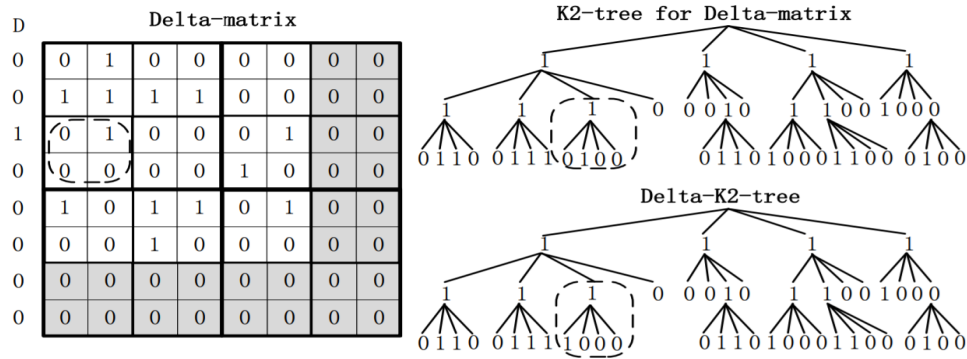 Delta-matrix
D
0 0 1 0 0 0 0 0 0
0 1 1 1 1 0 0 0 0
1 0 1 0 0 0 1 0 0
0 0 0 0 0 1 0 0 0
0 1 0 1 1 0 1 0 0
0 0 0 1 0 0 0 0 0
0 0 0 0 0 0 0 0 0
0 0 0 0 0 0 0 0 0
K2-tree for Delta-matrix
1 1 1 1
1 1 1 0 0 0 1 0 1 1 0 0 1 0 0 0
0 1 1 0 0 1 1 1 0 1 0 0 0 1 1 0 1 0 0 0 1 1 0 0 0 1 0 0
Delta-K2-tree
1 1 1 1
1 1 1 0 0 0 1 0 1 1 0 0 1 0 0 0
0 1 1 0 0 1 1 1 1 0 0 0 0 1 1 0 1 0 0 0 1 1 0 0 0 1 0 0